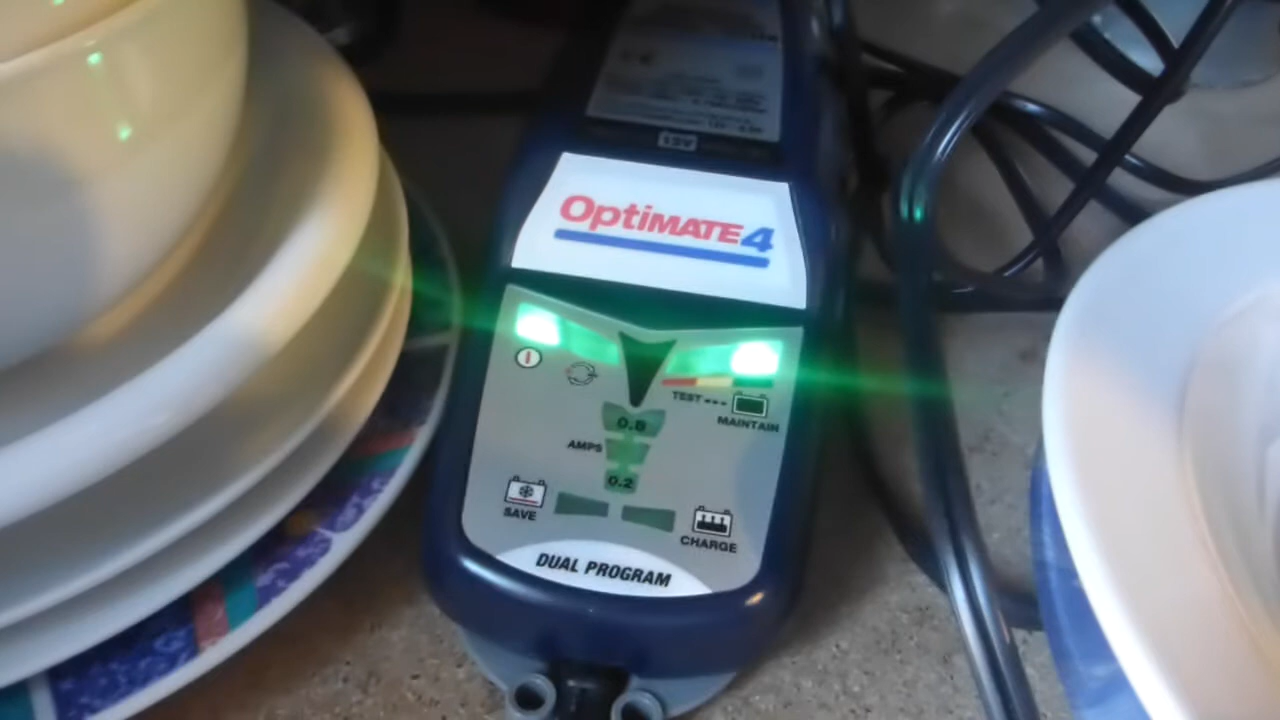 12V
OptiMATE4
TEST
MAINTAIN
0.8
AMPS
0.2
SAVE
CHARGE
DUAL PROGRAM